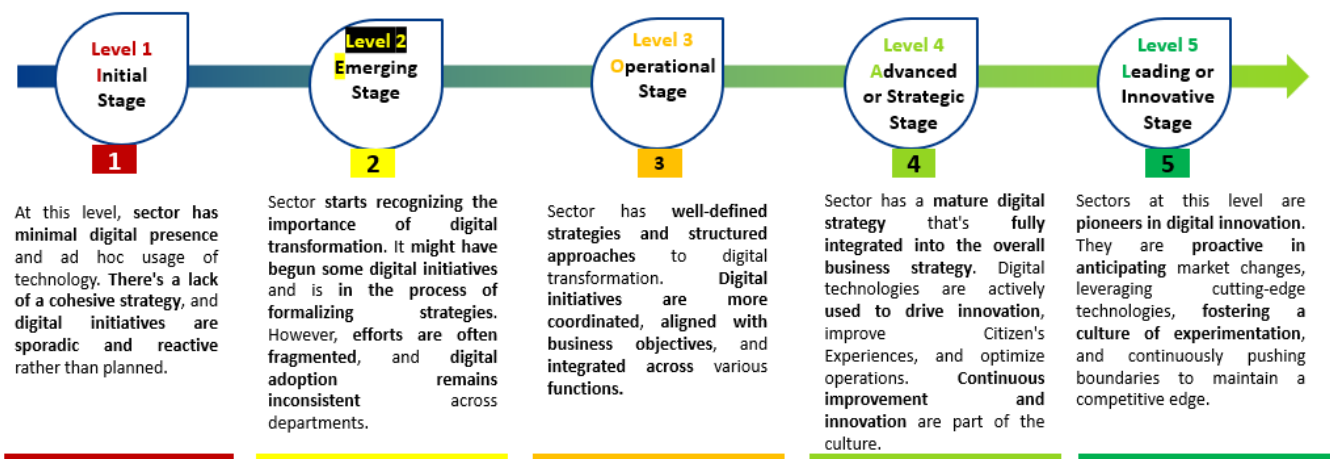 Level 1
Initial
Stage
1
At this level, sector has
minimal digital presence
and ad hoc usage of
technology. There's a lack
of a cohesive strategy, and
digital initiatives are
sporadic and reactive
rather than planned.
Level 2
Emerging
Stage
2
Sector starts recognizing the
importance of digital
transformation. It might have
begun some digital initiatives
and is in the process of
formalizing strategies.
However, efforts are often
fragmented, and digital
adoption remains
inconsistent across
departments.
Level 3
Operational
Stage
3
Sector has well-defined
strategies and structured
approaches to digital
transformation. Digital
initiatives are more
coordinated, aligned with
business objectives, and
integrated across various
functions.
Level 4
Advanced
or Strategic
Stage
4
Sector has a mature digital
strategy that's fully
integrated into the overall
business strategy. Digital
technologies are actively
used to drive innovation,
improve Citizen's
Experiences, and optimize
operations. Continuous
improvement and
innovation are part of the
culture.
Level 5
Leading or
Innovative
Stage
5
Sectors at this level are
pioneers in digital innovation.
They are proactive in
anticipating market changes,
leveraging cutting-edge
technologies, fostering a
culture of experimentation,
and continuously pushing
boundaries to maintain a
competitive edge.